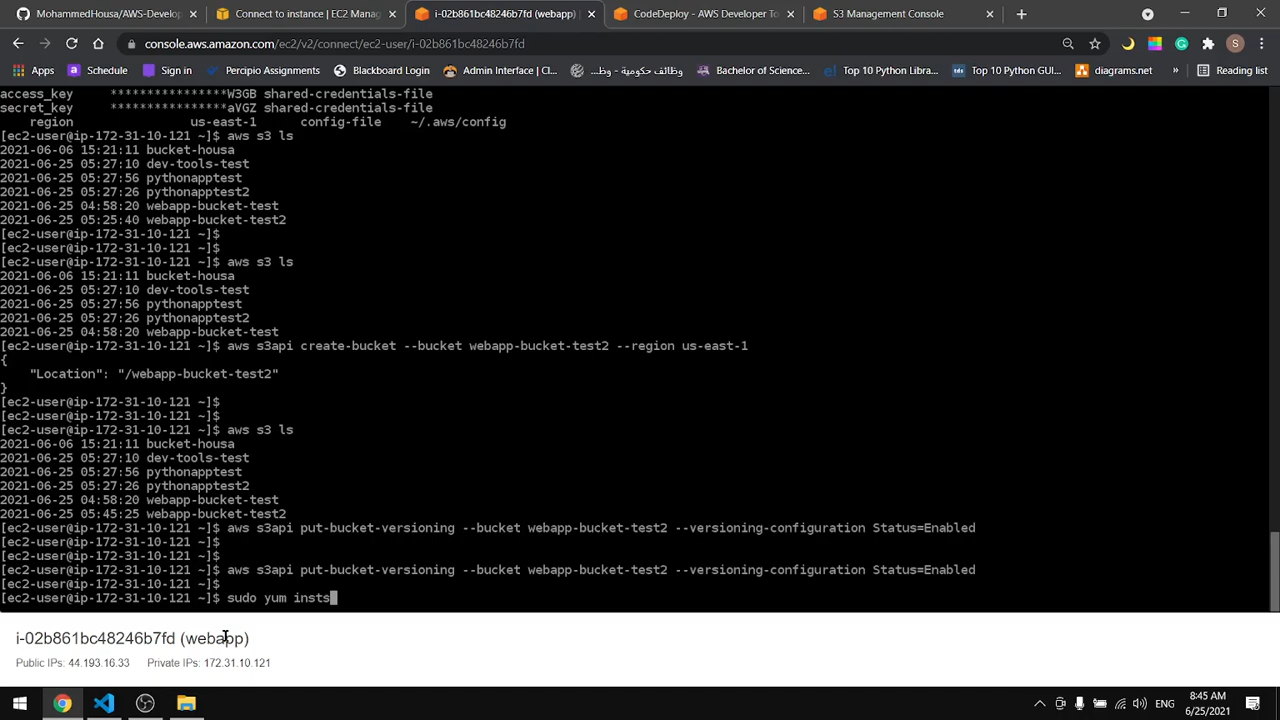 MohammedHusa/AWS-Develop
Connect to instance | EC2 Manag
i-02b861bc48246b7fd (webapp)
CodeDeploy - AWS Developer To
S3 Management Console
console.aws.amazon.com/ec2/v2/connect/ec2-user/i-02b861bc48246b7fd
Apps
Schedule
Sign in
Percipio Assignments
Blackboard Login
Admin Interface | Cl...
وظائف حكومية - وظ...
Bachelor of Science...
Top 10 Python Libra...
Top 10 Python GUI...
diagrams.net
Reading list
access_key ****************W3GB shared-credentials-file
secret_key ****************aVGZ shared-credentials-file
region us-east-1 config-file ~/.aws/config
[ec2-user@ip-172-31-10-121 ~]$ aws s3 ls
2021-06-06 15:21:11 bucket-housa
2021-06-25 05:27:10 dev-tools-test
2021-06-25 05:27:56 pythonapptest
2021-06-25 05:27:26 pythonapptest2
2021-06-25 04:58:20 webapp-bucket-test
2021-06-25 05:25:40 webapp-bucket-test2
[ec2-user@ip-172-31-10-121 ~]$
[ec2-user@ip-172-31-10-121 ~]$
[ec2-user@ip-172-31-10-121 ~]$ aws s3 ls
2021-06-06 15:21:11 bucket-housa
2021-06-25 05:27:10 dev-tools-test
2021-06-25 05:27:56 pythonapptest
2021-06-25 05:27:26 pythonapptest2
2021-06-25 04:58:20 webapp-bucket-test
[ec2-user@ip-172-31-10-121 ~]$ aws s3api create-bucket --bucket webapp-bucket-test2 --region us-east-1
{
"Location": "/webapp-bucket-test2"
}
[ec2-user@ip-172-31-10-121 ~]$
[ec2-user@ip-172-31-10-121 ~]$
[ec2-user@ip-172-31-10-121 ~]$ aws s3 ls
2021-06-06 15:21:11 bucket-housa
2021-06-25 05:27:10 dev-tools-test
2021-06-25 05:27:56 pythonapptest
2021-06-25 05:27:26 pythonapptest2
2021-06-25 04:58:20 webapp-bucket-test
2021-06-25 05:45:25 webapp-bucket-test2
[ec2-user@ip-172-31-10-121 ~]$ aws s3api put-bucket-versioning --bucket webapp-bucket-test2 --versioning-configuration Status=Enabled
[ec2-user@ip-172-31-10-121 ~]$
[ec2-user@ip-172-31-10-121 ~]$
[ec2-user@ip-172-31-10-121 ~]$ aws s3api put-bucket-versioning --bucket webapp-bucket-test2 --versioning-configuration Status=Enabled
[ec2-user@ip-172-31-10-121 ~]$
[ec2-user@ip-172-31-10-121 ~]$ sudo yum insts
i-02b861bc48246b7fd (webapp)
Public IPs: 44.193.16.33 Private IPs: 172.31.10.121
ENG
8:45 AM
6/25/2021